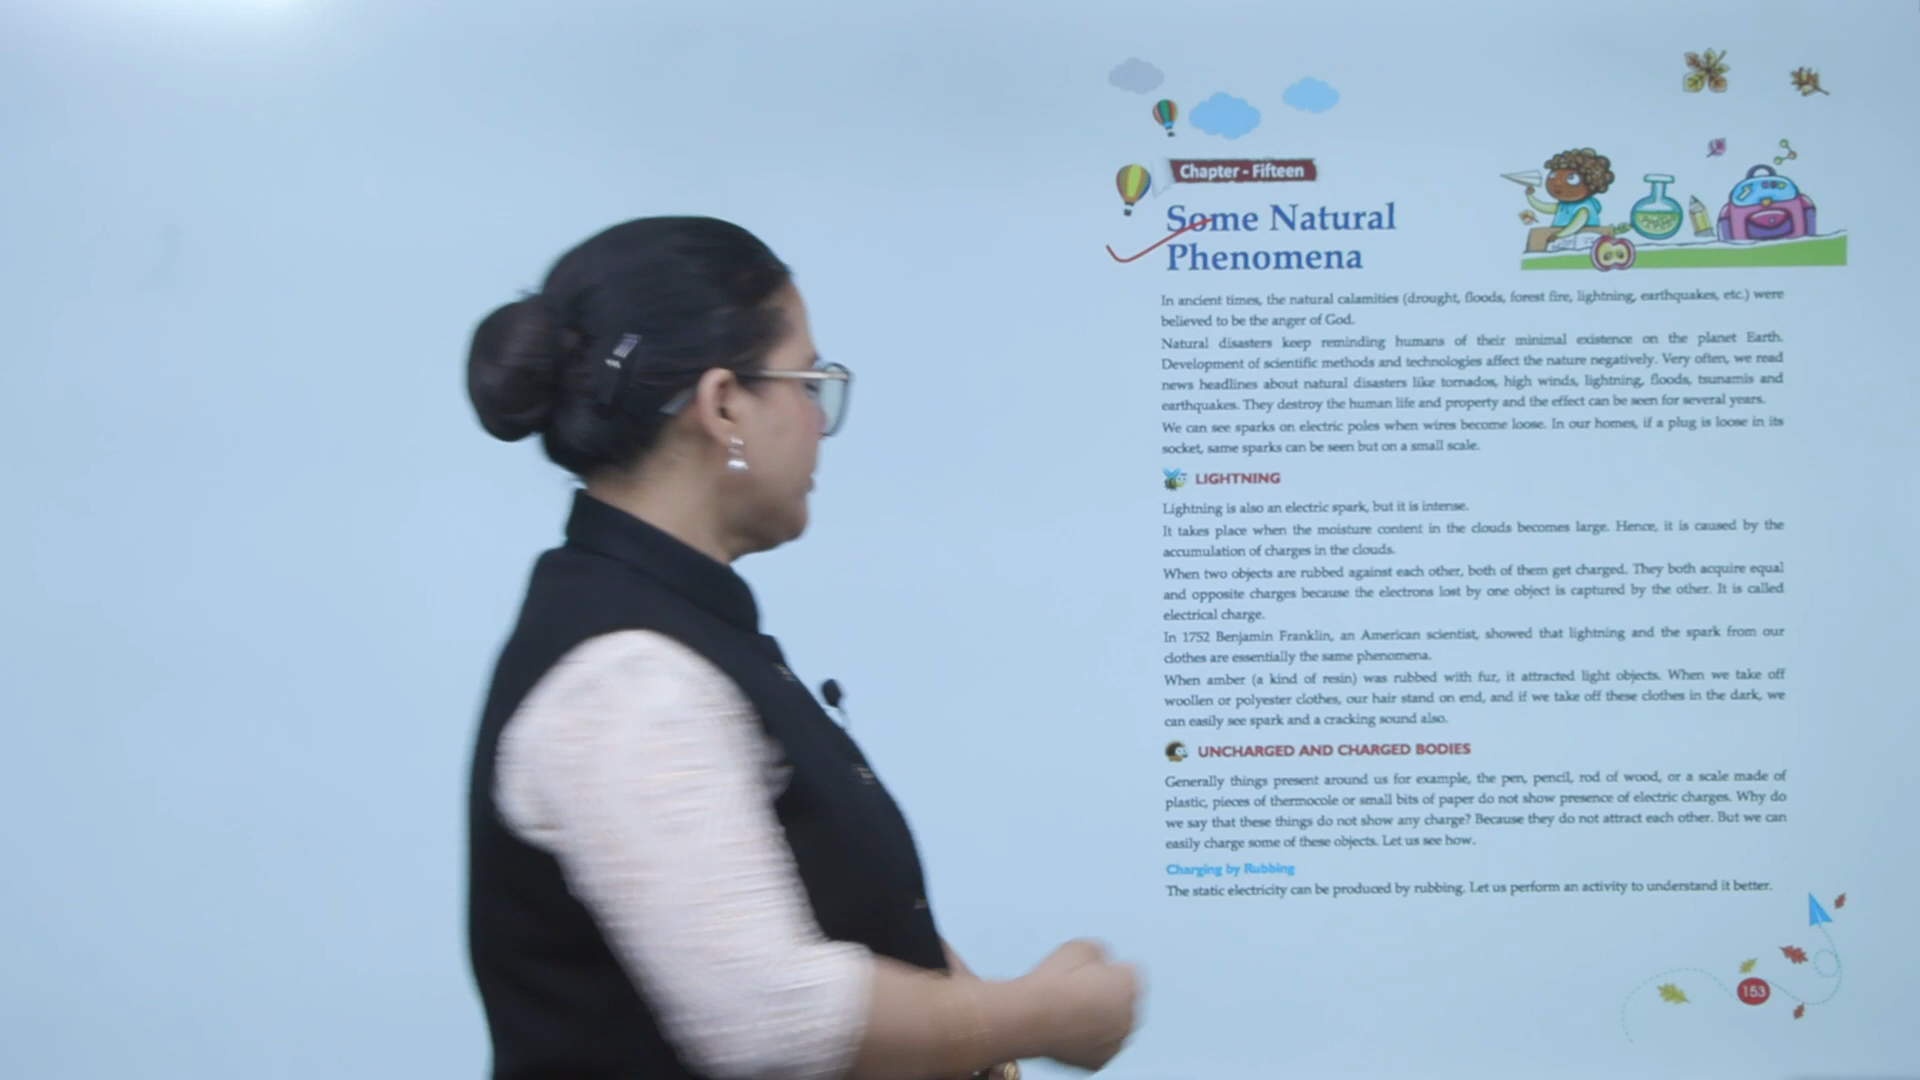 Chapter - Fifteen
Some Natural
Phenomena
In ancient times, the natural calamities (drought, floods, forest fire, lightning, earthquakes, etc.) were
believed to be the anger of God.
Natural disasters keep reminding humans of their minimal existence on the planet Earth.
Development of scientific methods and technologies affect the nature negatively. Very often, we read
news headlines about natural disasters like tornados, high winds, lightning, floods, tsunamis and
earthquakes. They destroy the human life and property and the effect can be seen for several years.
We can see sparks on electric poles when wires become loose. In our homes, if a plug is loose in its
socket, same sparks can be seen but on a small scale.
LIGHTNING
Lightning is also an electric spark, but it is intense.
It takes place when the moisture content in the clouds becomes large. Hence, it is caused by the
accumulation of charges in the clouds.
When two objects are rubbed against each other, both of them get charged. They both acquire equal
and opposite charges because the electrons lost by one object is captured by the other. It is called
electrical charge.
In 1752 Benjamin Franklin, an American scientist, showed that lightning and the spark from our
clothes are essentially the same phenomena.
When amber (a kind of resin) was rubbed with fur, it attracted light objects. When we take off
woollen or polyester clothes, our hair stand on end, and if we take off these clothes in the dark, we
can easily see spark and a cracking sound also.
UNCHARGED AND CHARGED BODIES
Generally things present around us for example, the pen, pencil, rod of wood, or a scale made of
plastic, pieces of thermocole or small bits of paper do not show presence of electric charges. Why do
we say that these things do not show any charge? Because they do not attract each other. But we can
easily charge some of these objects. Let us see how.
Charging by Rubbing
The static electricity can be produced by rubbing. Let us perform an activity to understand it better.
153